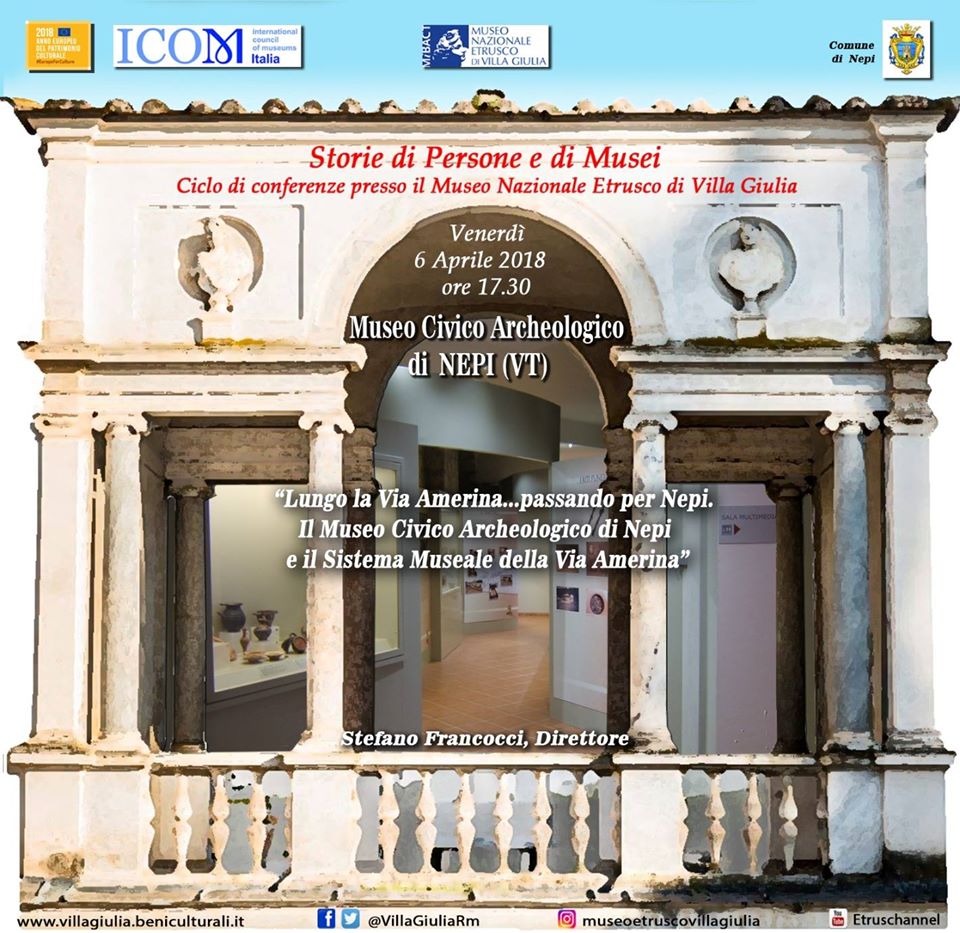 2018
ANNO EUROPEO
DEL PATRIMONIO
CULTURALE
#EuropeForCulture
ICOM
international
council
of museums
Italia
MiBACT
MUSEO
NAZIONALE
ETRUSCO
DI VILLA GIULIA
Comune
di Nepi
Storie di Persone e di Musei
Ciclo di conferenze presso il Museo Nazionale Etrusco di Villa Giulia
Venerdì
6 Aprile 2018
ore 17.30
Museo Civico Archeologico
di NEPI (VT)
“Lungo la Via Amerina...passando per Nepi.
Il Museo Civico Archeologico di Nepi
e il Sistema Museale della Via Amerina”
SALA MULTIMEDIA
Stefano Francocci, Direttore
www.villagiulia.beniculturali.it
@VillaGiuliaRm
museoetruscovillagiulia
You
Tube
Etruschannel